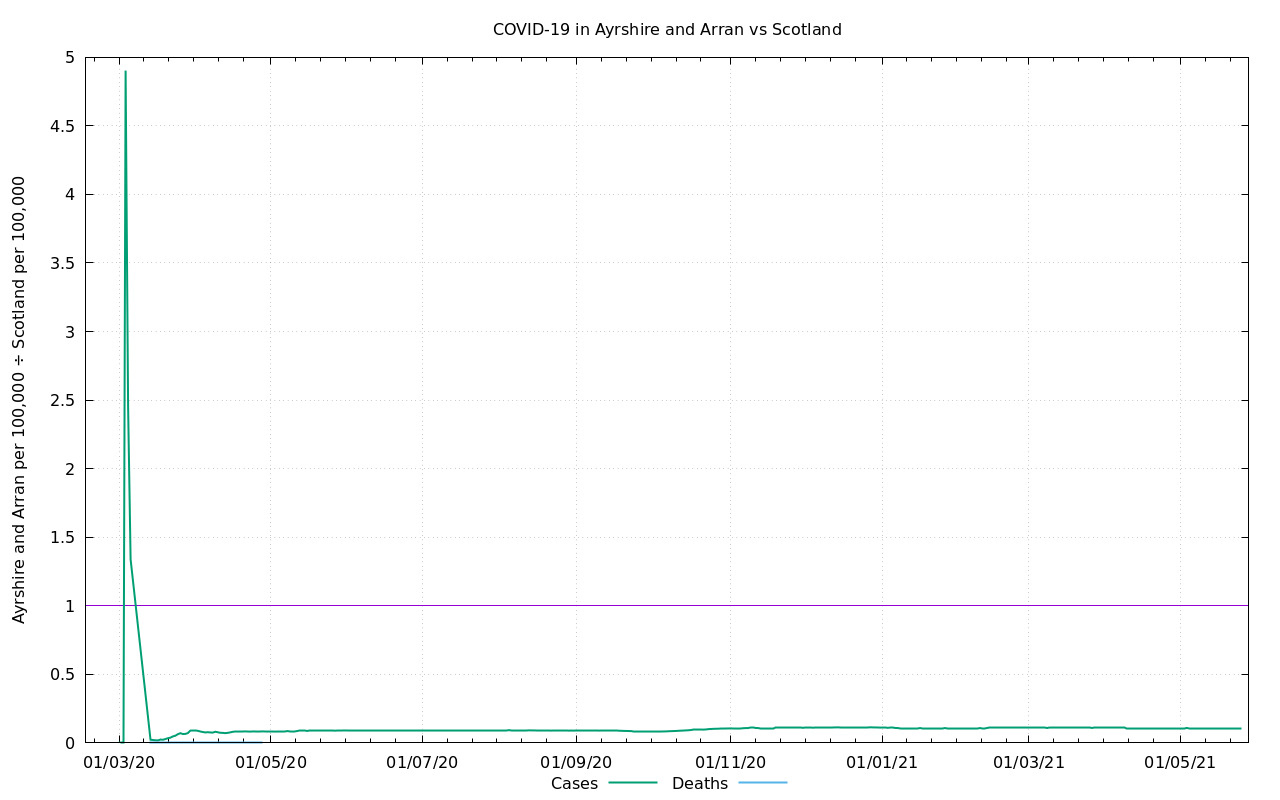 COVID-19 in Ayrshire and Arran vs Scotland
Ayrshire and Arran per 100,000 ÷ Scotland per 100,000
5
4.5
4
3.5
3
2.5
2
1.5
1
0.5
0
01/03/20 01/05/20 01/07/20 01/09/20 01/11/20 01/01/21 01/03/21 01/05/21
Cases Deaths